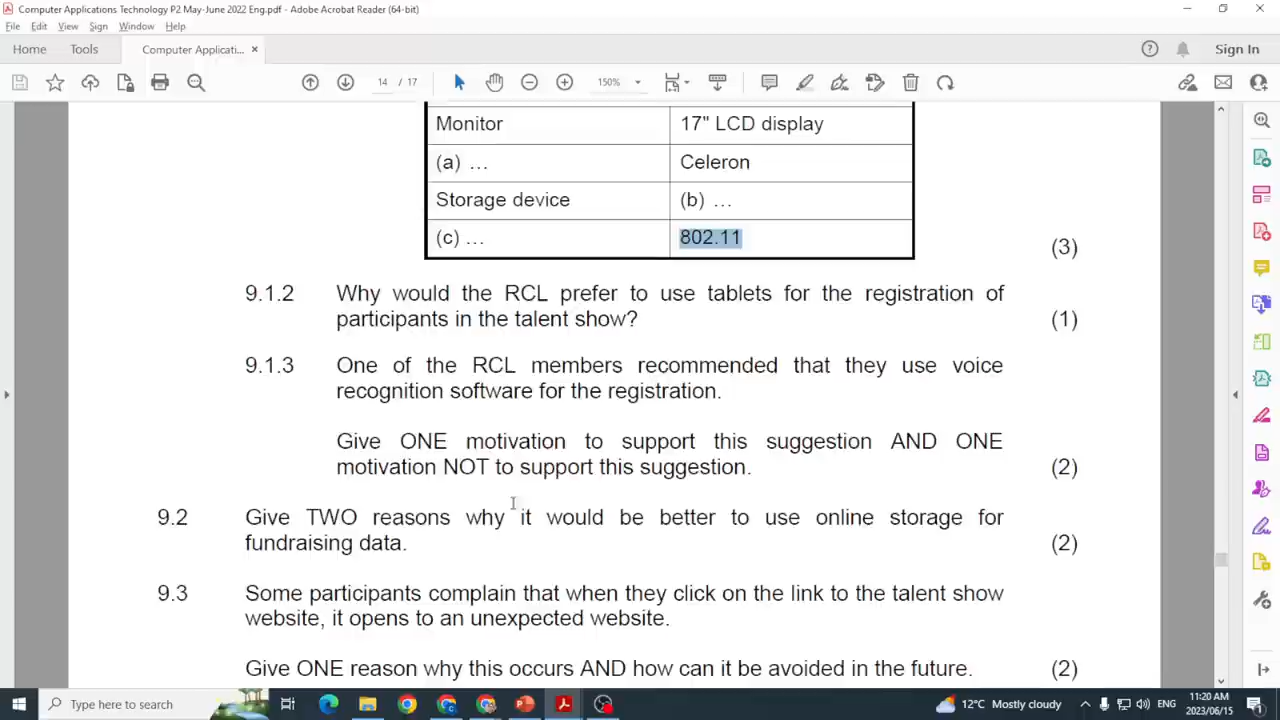 Computer Applications Technology P2 May-June 2022 Eng.pdf - Adobe Acrobat Reader (64-bit)
File Edit View Sign Window Help
Home Tools Computer Applicati... × Sign In
14 / 17 150%
Monitor 17" LCD display
(a) … Celeron
Storage device (b) …
(c) … 802.11
(3)
9.1.2 Why would the RCL prefer to use tablets for the registration of
participants in the talent show? (1)
9.1.3 One of the RCL members recommended that they use voice
recognition software for the registration.
Give ONE motivation to support this suggestion AND ONE
motivation NOT to support this suggestion. (2)
9.2 Give TWO reasons why it would be better to use online storage for
fundraising data. (2)
9.3 Some participants complain that when they click on the link to the talent show
website, it opens to an unexpected website.
Give ONE reason why this occurs AND how can it be avoided in the future. (2)
Type here to search 12°C Mostly cloudy ENG 11:20 AM
2023/06/15